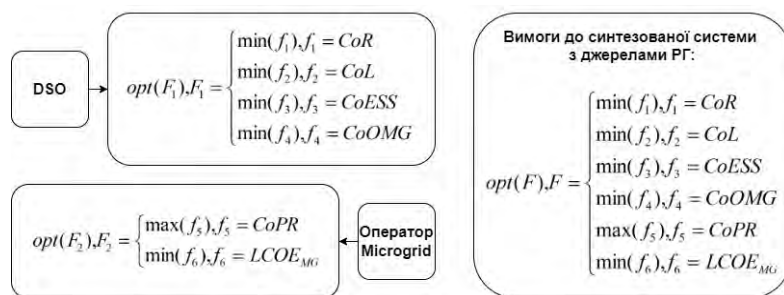 DSO
opt(F₁),F₁ =
min(f₁),f₁ = CoR
min(f₂),f₂ = CoL
min(f₃),f₃ = CoESS
min(f₄),f₄ = CoOMG
opt(F₂),F₂ =
max(f₅),f₅ = CoPR
min(f₆),f₆ = LCOE_MG
Оператор
Microgrid
Вимоги до синтезованої системи
з джерелами РГ:
opt(F),F =
min(f₁),f₁ = CoR
min(f₂),f₂ = CoL
min(f₃),f₃ = CoESS
min(f₄),f₄ = CoOMG
max(f₅),f₅ = CoPR
min(f₆),f₆ = LCOE_MG